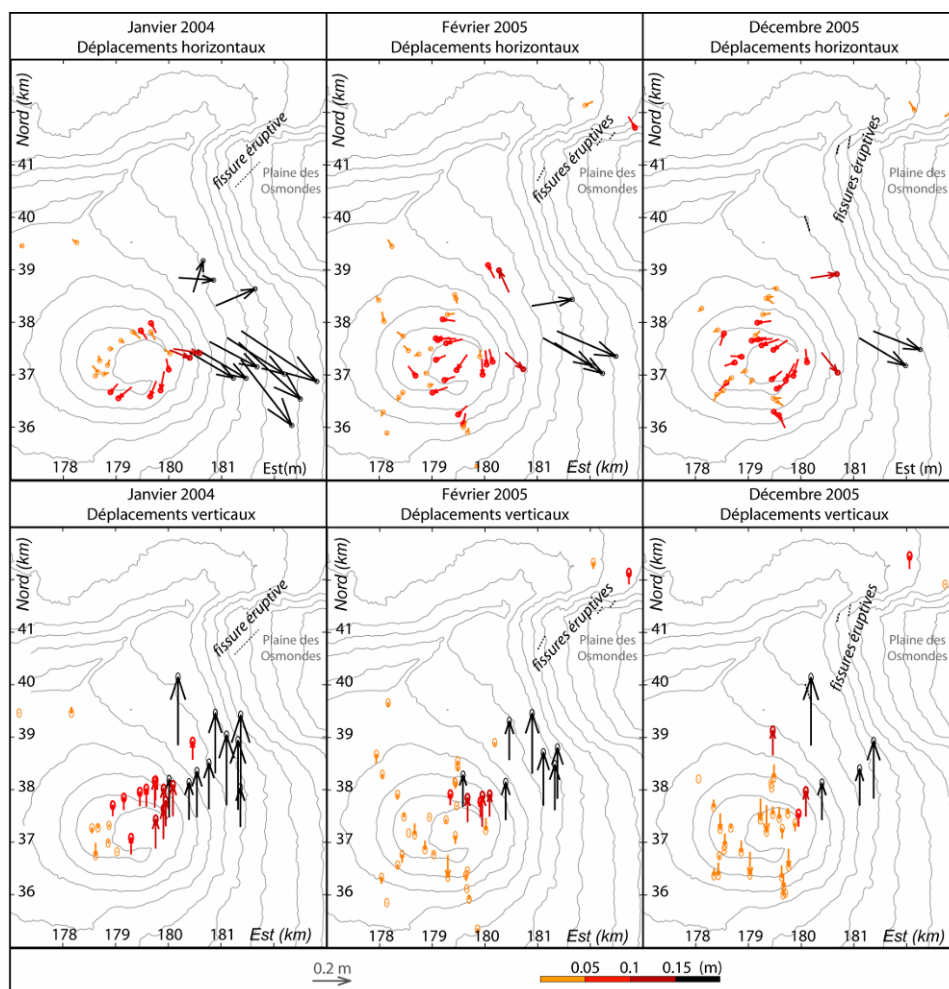 Janvier 2004
Déplacements horizontaux
Février 2005
Déplacements horizontaux
Décembre 2005
Déplacements horizontaux
Nord (km)
fissure éruptive
Plaine des
Osmondes
fissures éruptives
Plaine des
Osmondes
fissures éruptives
Plaine des
Osmondes
41
40
39
38
37
36
178 179 180 181 Est(m)
178 179 180 181 Est (km)
178 179 180 181 Est(m)
Janvier 2004
Déplacements verticaux
Février 2005
Déplacements verticaux
Décembre 2005
Déplacements verticaux
Nord (km)
fissure éruptive
Plaine des
Osmondes
fissures éruptives
Plaine des
Osmondes
fissures éruptives
Plaine des
Osmondes
41
40
39
38
37
36
178 179 180 181 Est (km)
178 179 180 181 Est (km)
178 179 180 181 Est (km)
0.2 m
0.05 0.1 0.15 (m)